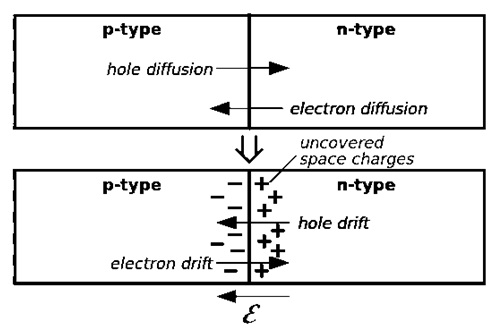 p-type
n-type
hole diffusion
electron diffusion
uncovered
space charges
p-type
n-type
hole drift
electron drift
ℰ